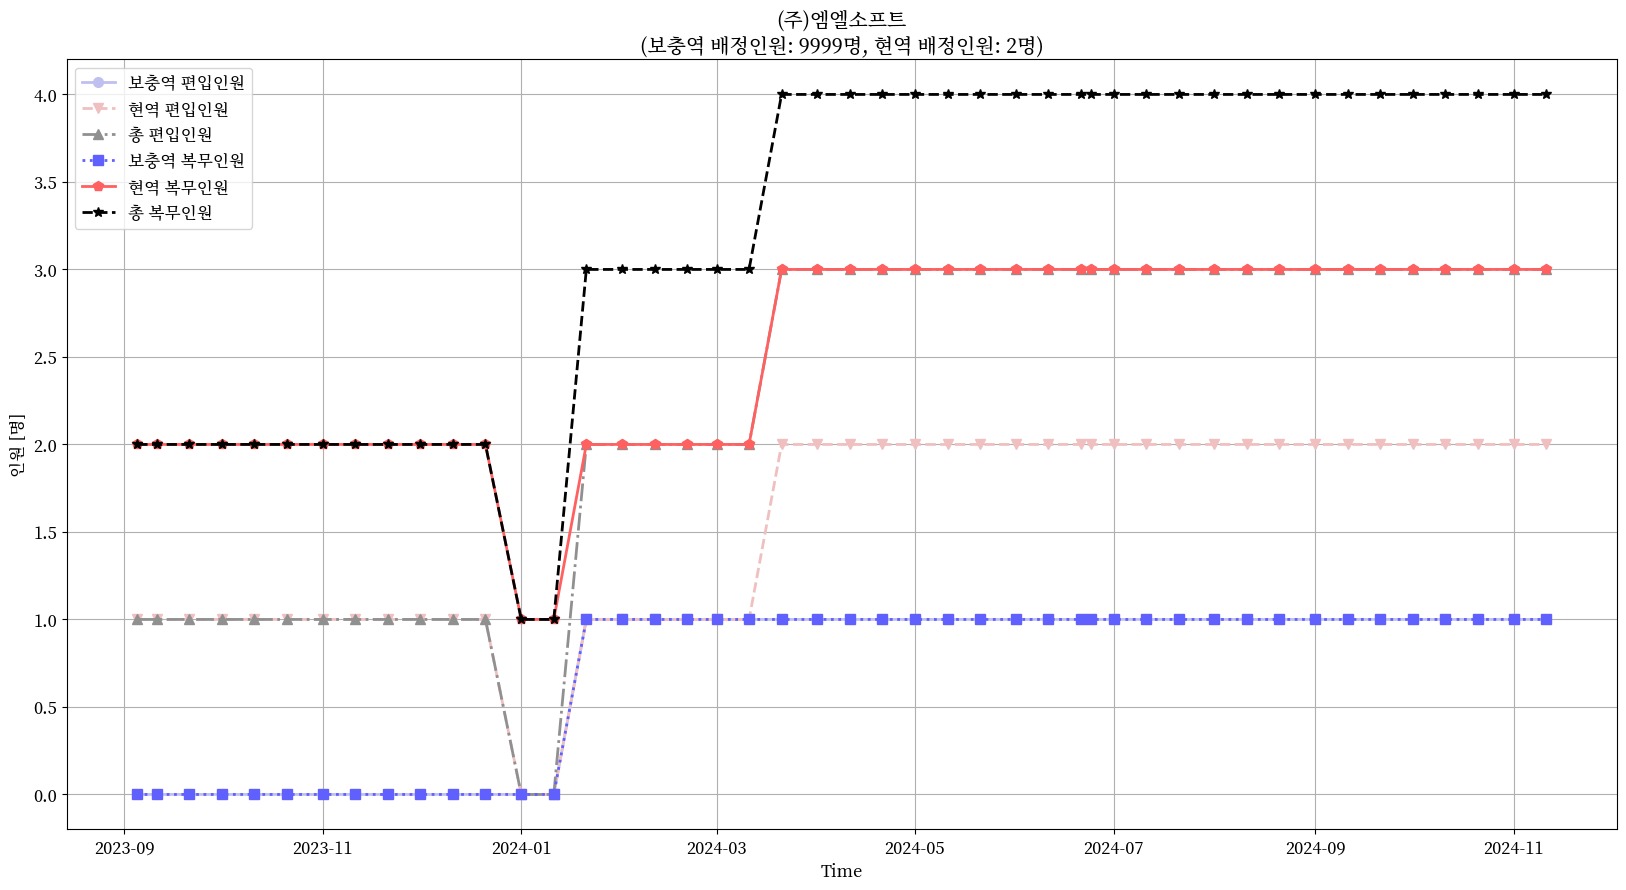 (주)엠엘소프트
(보충역 배정인원: 9999명, 현역 배정인원: 2명)
보충역 편입인원
현역 편입인원
총 편입인원
보충역 복무인원
현역 복무인원
총 복무인원
인원 [명]
4.0
3.5
3.0
2.5
2.0
1.5
1.0
0.5
0.0
2023-09 2023-11 2024-01 2024-03 2024-05 2024-07 2024-09 2024-11
Time